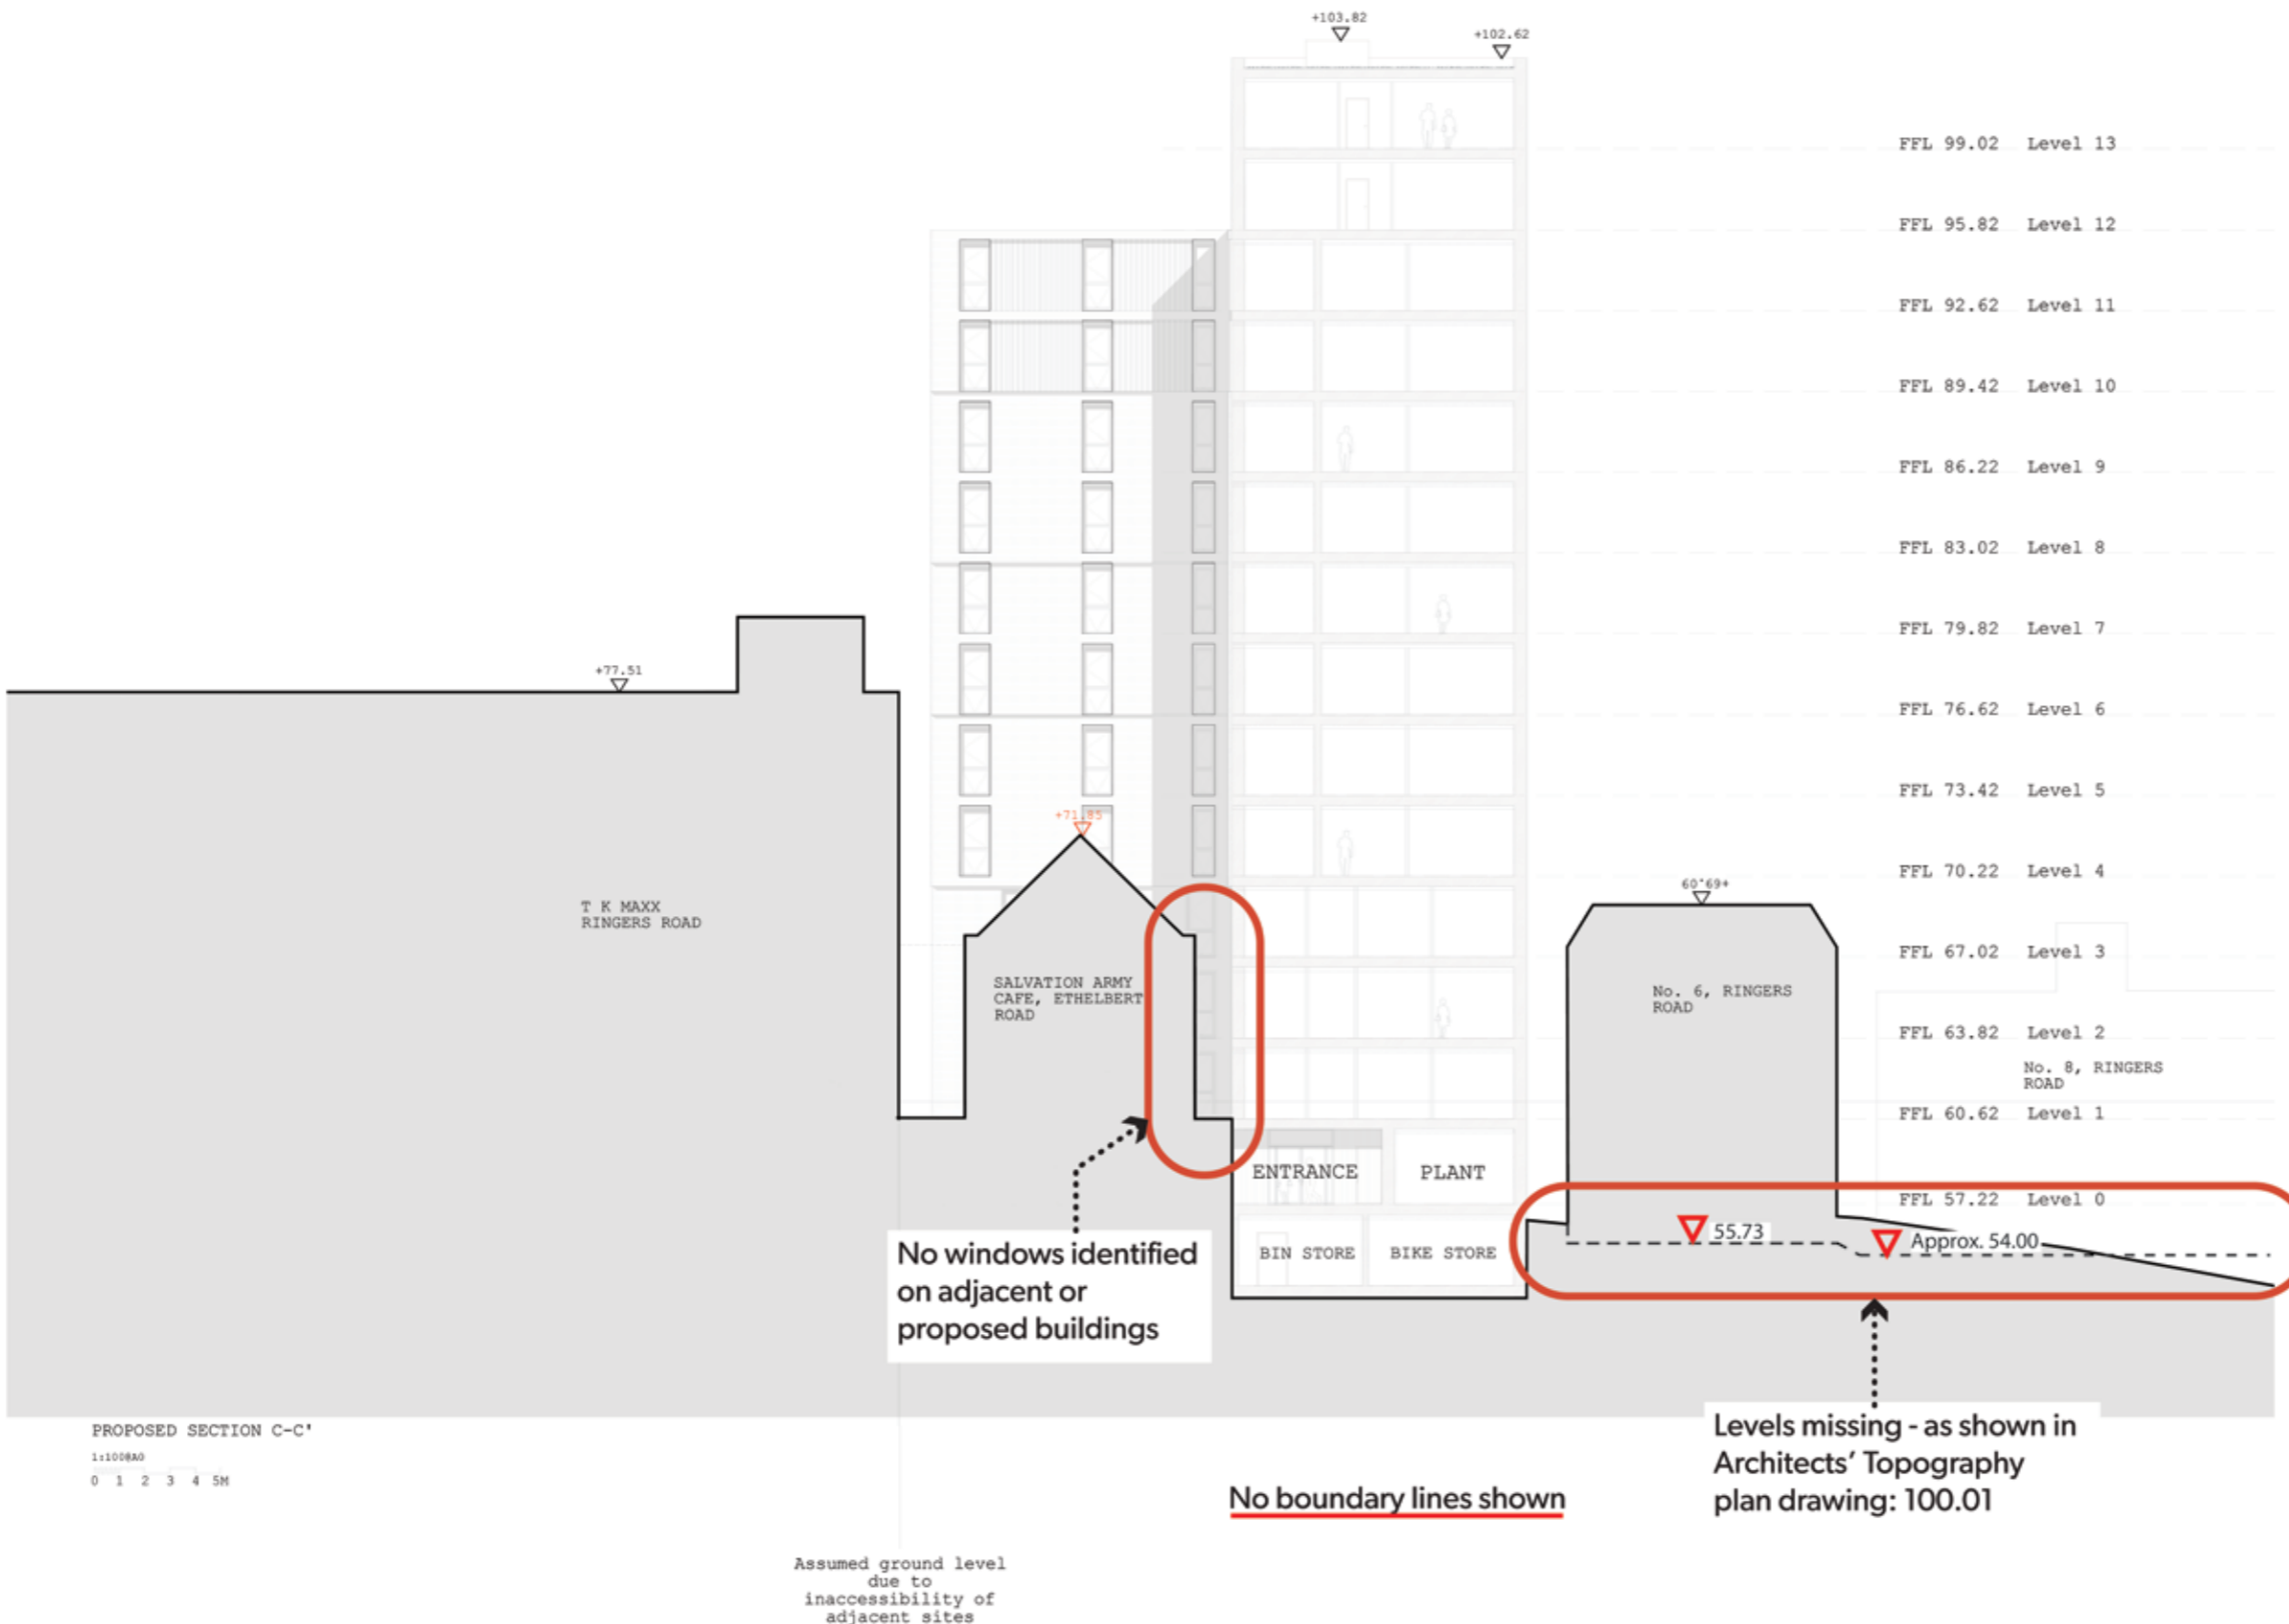 +103.82
+102.62
FFL 99.02 Level 13
FFL 95.82 Level 12
FFL 92.62 Level 11
FFL 89.42 Level 10
FFL 86.22 Level 9
FFL 83.02 Level 8
FFL 79.82 Level 7
+77.51
FFL 76.62 Level 6
FFL 73.42 Level 5
+71.85
FFL 70.22 Level 4
60°69+
T K MAXX
RINGERS ROAD
FFL 67.02 Level 3
SALVATION ARMY
CAFE, ETHELBERT
ROAD
No. 6, RINGERS
ROAD
FFL 63.82 Level 2
No. 8, RINGERS
ROAD
FFL 60.62 Level 1
ENTRANCE
PLANT
FFL 57.22 Level 0
55.73
Approx. 54.00
BIN STORE
BIKE STORE
No windows identified
on adjacent or
proposed buildings
Levels missing - as shown in
Architects' Topography
plan drawing: 100.01
PROPOSED SECTION C-C'
1:100@A0
0 1 2 3 4 5M
No boundary lines shown
Assumed ground level
due to
inaccessibility of
adjacent sites